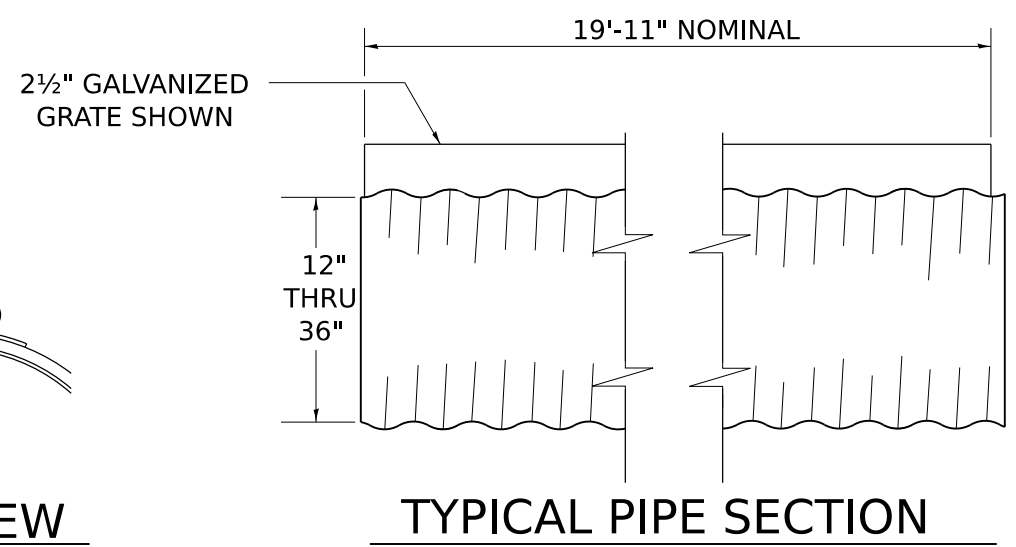 19'-11" NOMINAL
2½" GALVANIZED
GRATE SHOWN
12"
THRU
36"
EW
TYPICAL PIPE SECTION